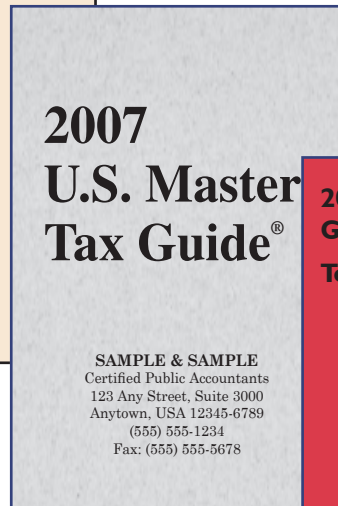 2007
U.S. Master
Tax Guide®
SAMPLE & SAMPLE
Certified Public Accountants
123 Any Street, Suite 3000
Anytown, USA 12345-6789
(555) 555-1234
Fax: (555) 555-5678